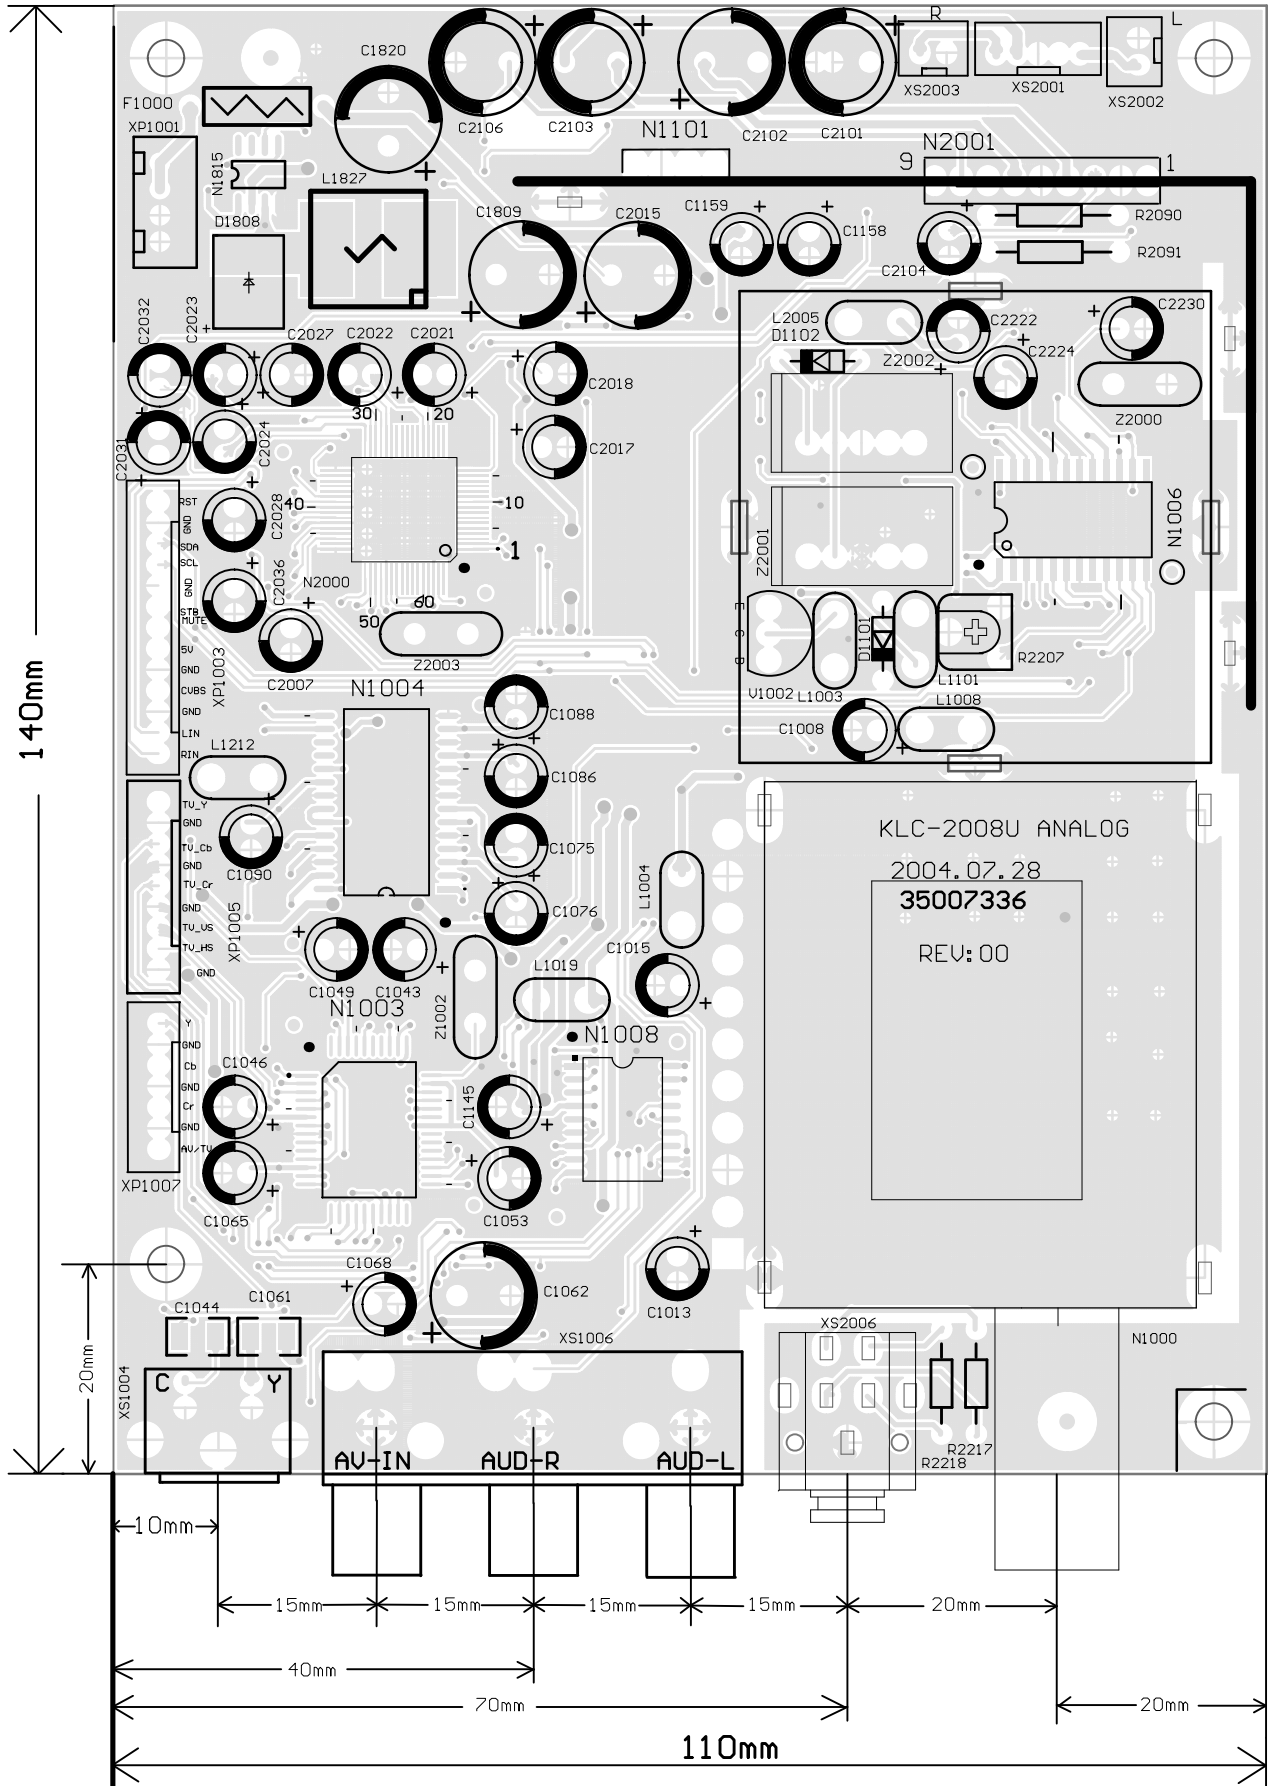 R
L
C1820
XS2003
XS2001
XS2002
F1000
XP1001
C2106
C2103
N1101
C2102
C2101
N2001
9
1
N1815
L1827
D1808
C1809
C2015
C1159
C1158
C2104
R2090
R2091
C2032
C2023
C2027
C2022
C2021
C2018
L2005
D1102
Z2002
C2222
C2224
C2230
Z2000
30
20
C2031
C2024
C2017
RST
GND
SDA
SCL
GND
STB
MUTE
5V
GND
CVBS
GND
LIN
RIN
XP1003
C2028
40
10
1
C2036
N2000
50
60
C2007
Z2003
Z2001
N1006
E
C
B
V1002
L1003
D1101
L1101
R2207
C1008
L1008
140mm
N1004
C1088
C1086
C1075
C1076
L1212
TV_Y
GND
TV_Cb
GND
TV_Cr
GND
TV_VS
TV_HS
GND
XP1005
C1090
KLC-2008U ANALOG
2004.07.28
35007336
REV:00
L1004
C1015
C1049
C1043
N1003
Z1002
L1019
N1008
Y
GND
Cb
GND
Cr
GND
AV/TV
XP1007
C1046
C1065
C1145
C1053
C1068
C1062
C1013
C1044
C1061
XS1006
XS2006
N1000
20mm
XS1004
C
Y
AV-IN
AUD-R
AUD-L
R2217
R2218
10mm
15mm
15mm
15mm
15mm
20mm
40mm
70mm
20mm
110mm